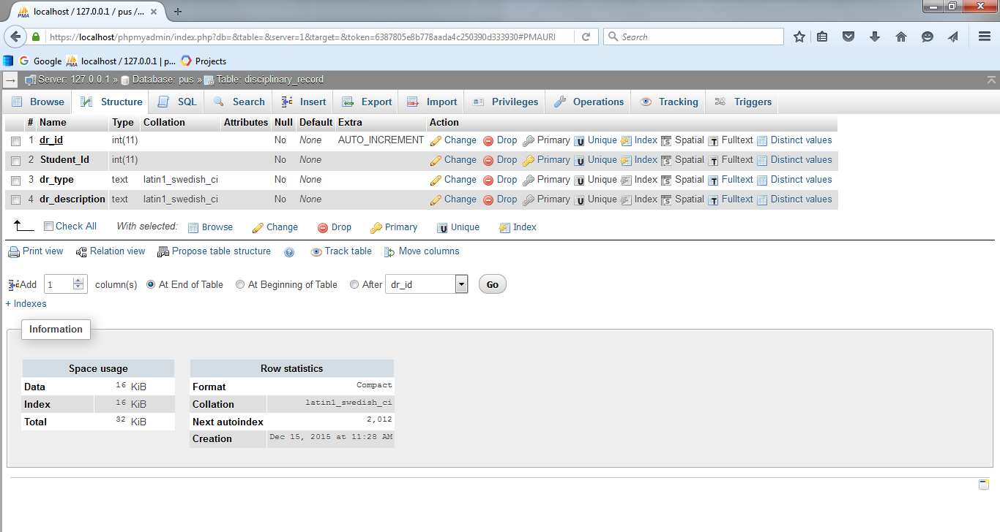 localhost / 127.0.0.1 / pus /...
https://localhost/phpmyadmin/index.php?db=&table=&server=1&target=&token=6387805e8b778aada4c250390d333930#PMAURI
Search
Google localhost / 127.0.0.1 | p... Projects
Server: 127.0.0.1 » Database: pus » Table: disciplinary_record
Browse Structure SQL Search Insert Export Import Privileges Operations Tracking Triggers
# Name Type Collation Attributes Null Default Extra Action
1 dr_id int(11) No None AUTO_INCREMENT Change Drop Primary Unique Index Spatial Fulltext Distinct values
2 Student_Id int(11) No None Change Drop Primary Unique Index Spatial Fulltext Distinct values
3 dr_type text latin1_swedish_ci No None Change Drop Primary Unique Index Spatial Fulltext Distinct values
4 dr_description text latin1_swedish_ci No None Change Drop Primary Unique Index Spatial Fulltext Distinct values
Check All With selected: Browse Change Drop Primary Unique Index
Print view Relation view Propose table structure Track table Move columns
Add 1 column(s) At End of Table At Beginning of Table After dr_id Go
+ Indexes
Information
Space usage
Data 16 KiB
Index 16 KiB
Total 32 KiB
Row statistics
Format Compact
Collation latin1_swedish_ci
Next autoindex 2,012
Creation Dec 15, 2015 at 11:28 AM